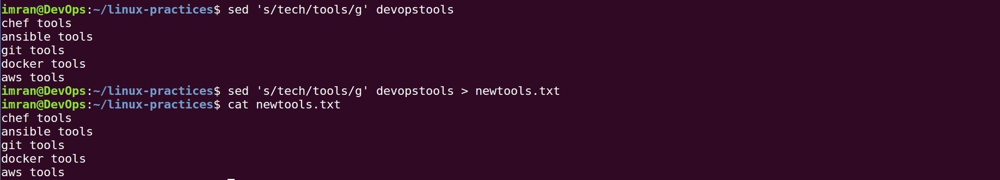 imran@DevOps:~/linux-practices$ sed 's/tech/tools/g' devopstools
chef tools
ansible tools
git tools
docker tools
aws tools
imran@DevOps:~/linux-practices$ sed 's/tech/tools/g' devopstools > newtools.txt
imran@DevOps:~/linux-practices$ cat newtools.txt
chef tools
ansible tools
git tools
docker tools
aws tools